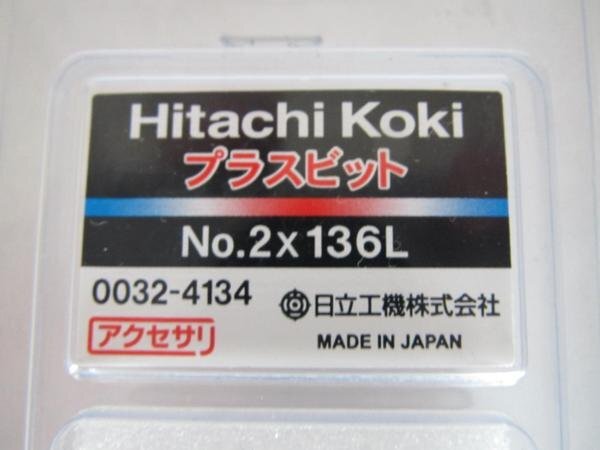 Hitachi Koki
プラスビット
No.2x136L
0032-4134
日立工機株式会社
アクセサリ
MADE IN JAPAN